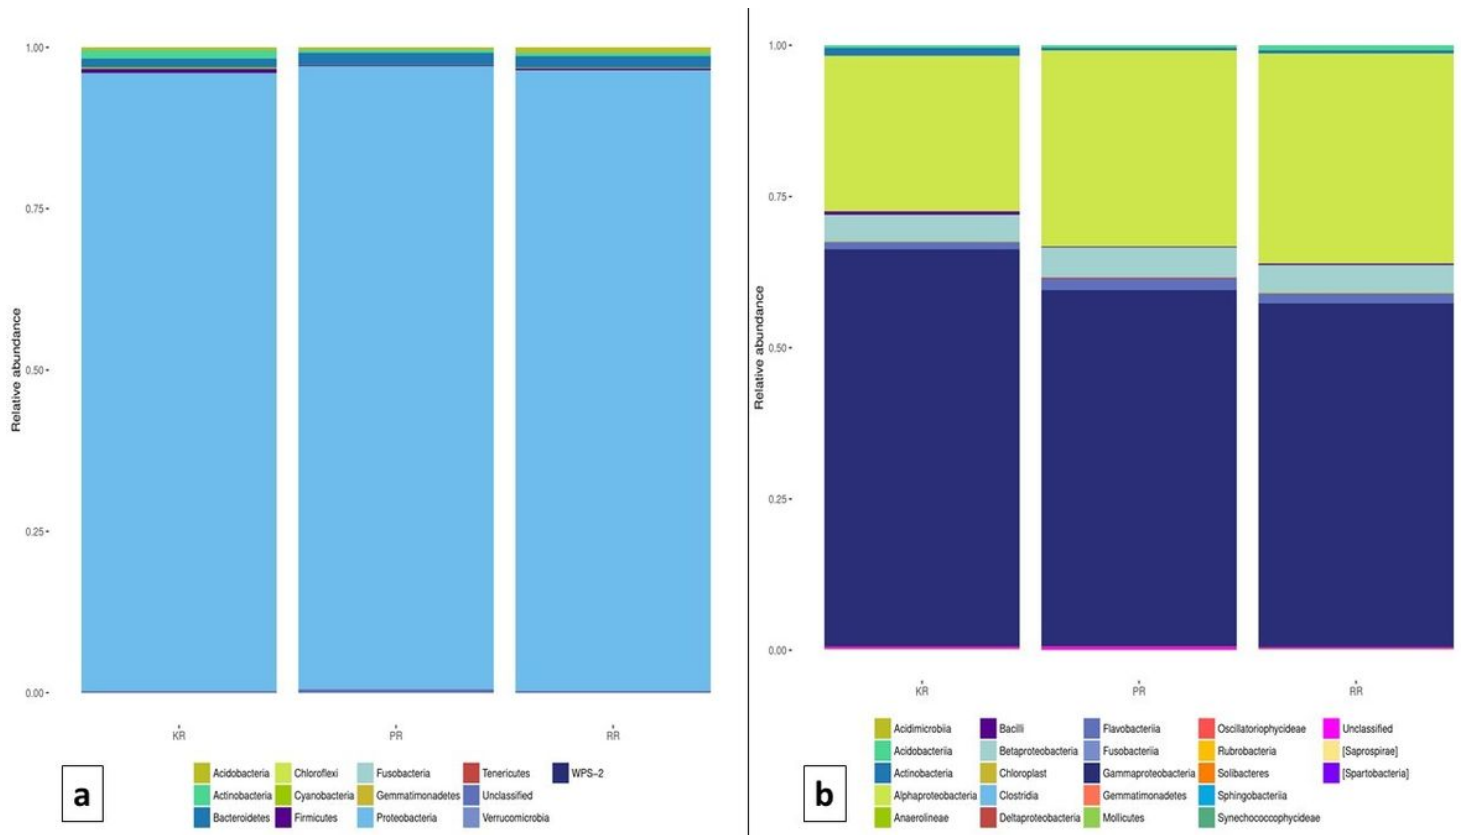 1.00
0.75
0.50
0.25
0.00
Relative abundance
KR PR RR
a
Acidobacteria Chloroflexi Fusobacteria Tenericutes WPS-2
Actinobacteria Cyanobacteria Gemmatimonadetes Unclassified
Bacteroidetes Firmicutes Proteobacteria Verrucomicrobia
1.00
0.75
0.50
0.25
0.00
Relative abundance
KR PR RR
b
Acidimicrobiia Bacilli Flavobacteriia Oscillatoriophycideae Unclassified
Acidobacteriia Betaproteobacteria Fusobacteriia Rubrobacteria [Saprospirae]
Actinobacteria Chloroplast Gammaproteobacteria Solibacteres [Spartobacteria]
Alphaproteobacteria Clostridia Gemmatimonadetes Sphingobacteriia
Anaerolineae Deltaproteobacteria Mollicutes Synechococcophycideae